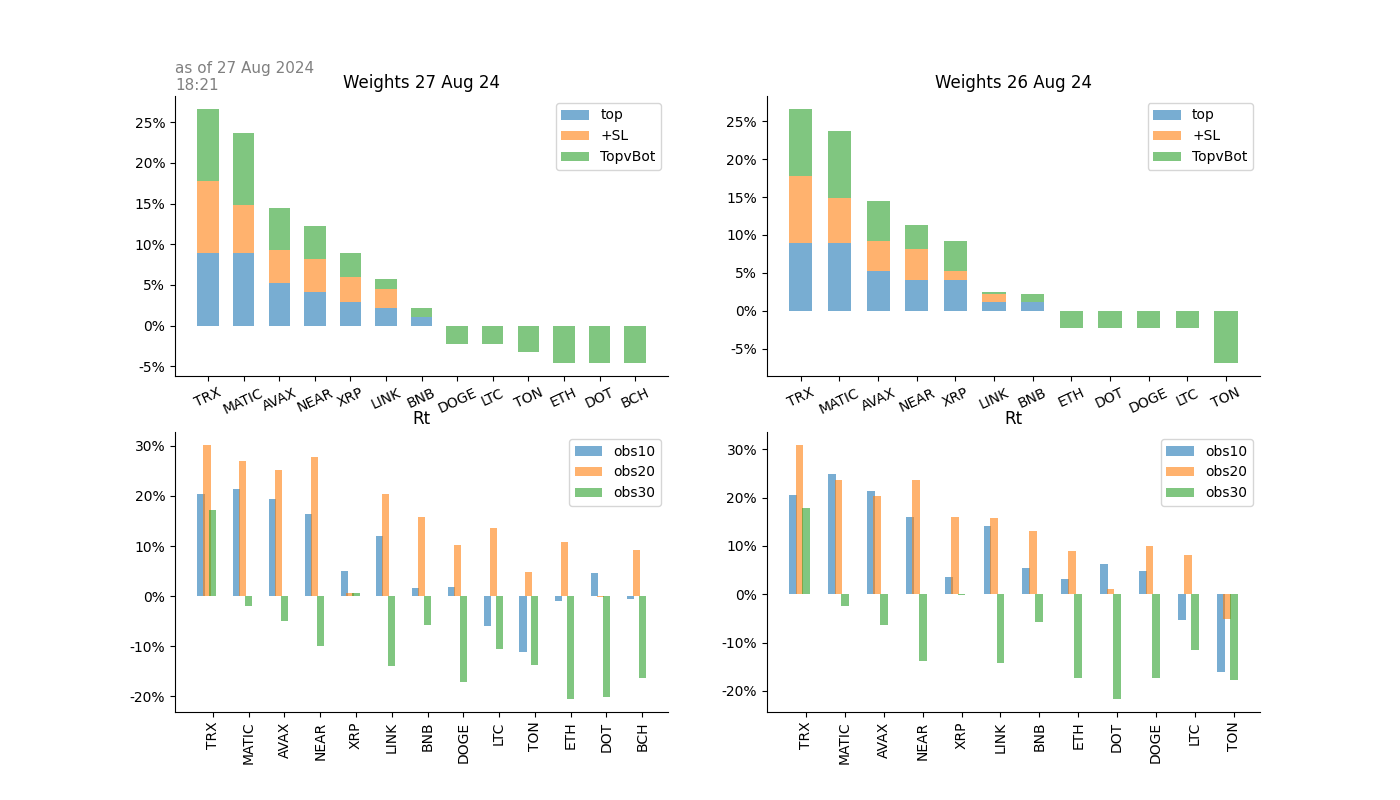 as of 27 Aug 2024
18:21
Weights 27 Aug 24
top
+SL
TopvBot
25%
20%
15%
10%
5%
0%
-5%
TRX MATIC AVAX NEAR XRP LINK BNB DOGE LTC TON ETH DOT BCH
Weights 26 Aug 24
top
+SL
TopvBot
25%
20%
15%
10%
5%
0%
-5%
TRX MATIC AVAX NEAR XRP LINK BNB ETH DOT DOGE LTC TON
Rt
obs10
obs20
obs30
30%
20%
10%
0%
-10%
-20%
TRX MATIC AVAX NEAR XRP LINK BNB DOGE LTC TON ETH DOT BCH
Rt
obs10
obs20
obs30
30%
20%
10%
0%
-10%
-20%
TRX MATIC AVAX NEAR XRP LINK BNB ETH DOT DOGE LTC TON